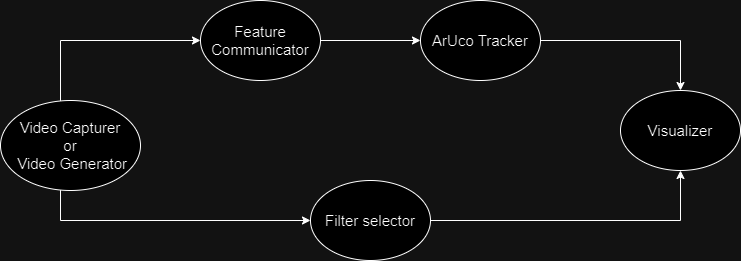 Feature
Communicator
ArUco Tracker
Video Capturer
or
Video Generator
Visualizer
Filter selector